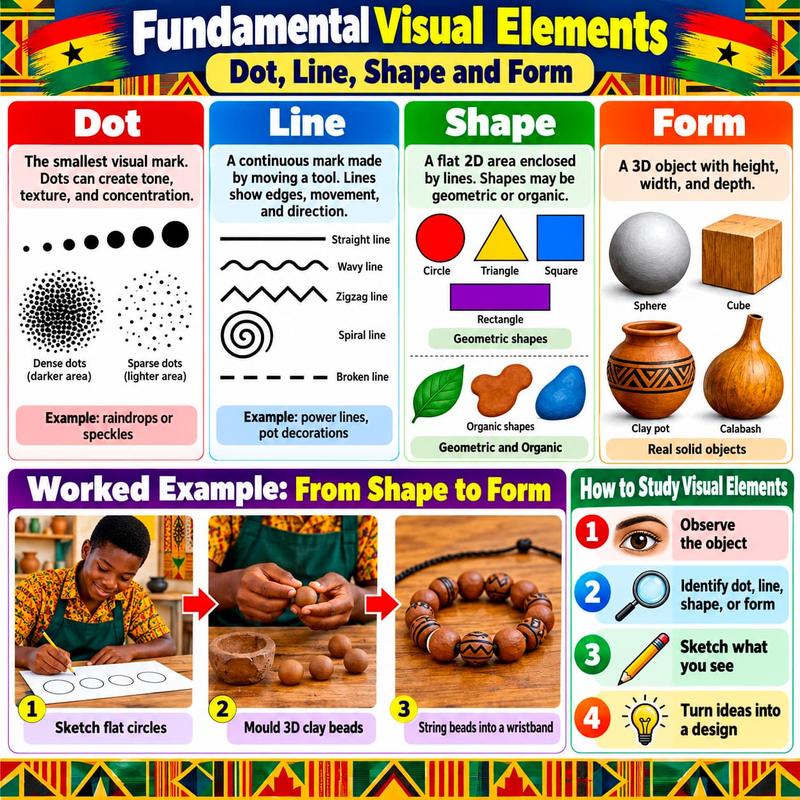 Fundamental Visual Elements
Dot, Line, Shape and Form
Dot
The smallest visual mark.
Dots can create tone,
texture, and concentration.
Dense dots
(darker area)
Sparse dots
(lighter area)
Example: raindrops or
speckles
Line
A continuous mark made
by moving a tool. Lines
show edges, movement,
and direction.
Straight line
Wavy line
Zigzag line
Spiral line
Broken line
Example: power lines,
pot decorations
Shape
A flat 2D area enclosed
by lines. Shapes may be
geometric or organic.
Circle
Triangle
Square
Rectangle
Geometric shapes
Organic shapes
Geometric and Organic
Form
A 3D object with height,
width, and depth.
Sphere
Cube
Clay pot
Calabash
Real solid objects
Worked Example: From Shape to Form
1
Sketch flat circles
2
Mould 3D clay beads
3
String beads into a wristband
How to Study Visual Elements
1
Observe
the object
2
Identify dot, line,
shape, or form
3
Sketch what
you see
4
Turn ideas into
a design